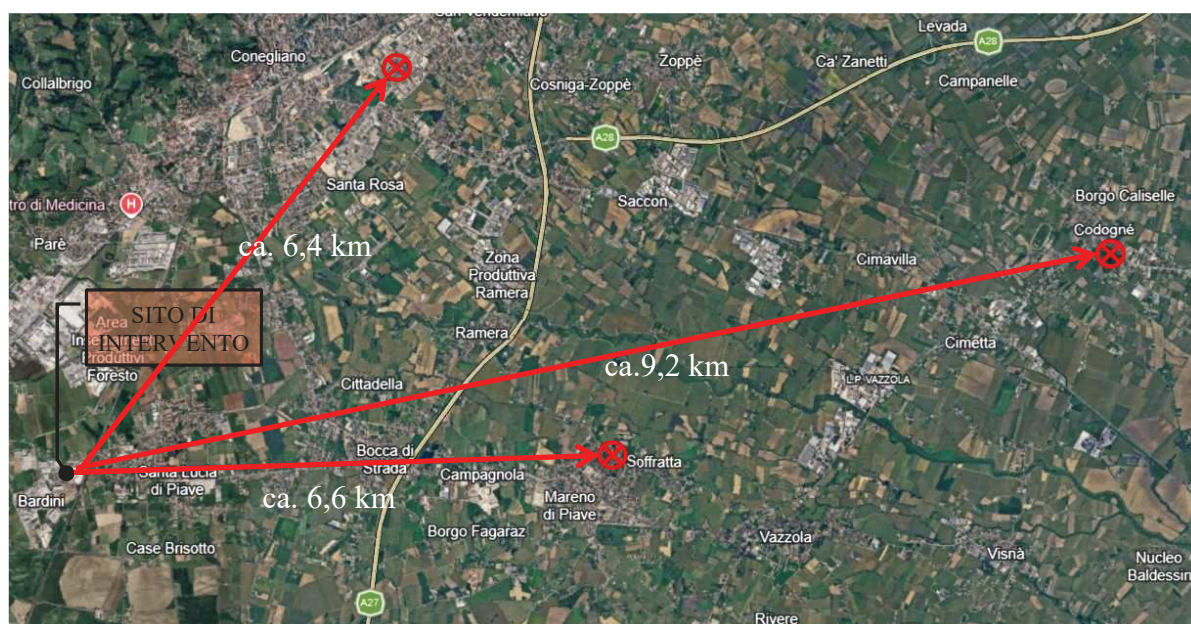 San Vendemiano
Levada
A28
Conegliano
Zoppè
Ca' Zanetti
Collalbrigo
Cosniga-Zoppè
Campanelle
A28
Santa Rosa
Saccon
Borgo Caliselle
tro di Medicina
H
Codognè
Parè
ca. 6,4 km
Zona
Produttiva
Ramera
Cimavilla
SITO DI
INTERVENTO
Area
Produttivi
Foresto
Ramera
Cimetta
ca.9,2 km
Cittadella
I.P. VAZZOLA
Bocca di
Strada
Soffratta
Santa Lucia
di Piave
Campagnola
Bardini
ca. 6,6 km
Mareno
di Piave
Borgo Fagaraz
Vazzola
Case Brisotto
Visnà
Nucleo
Baldessin
A27
Rivere